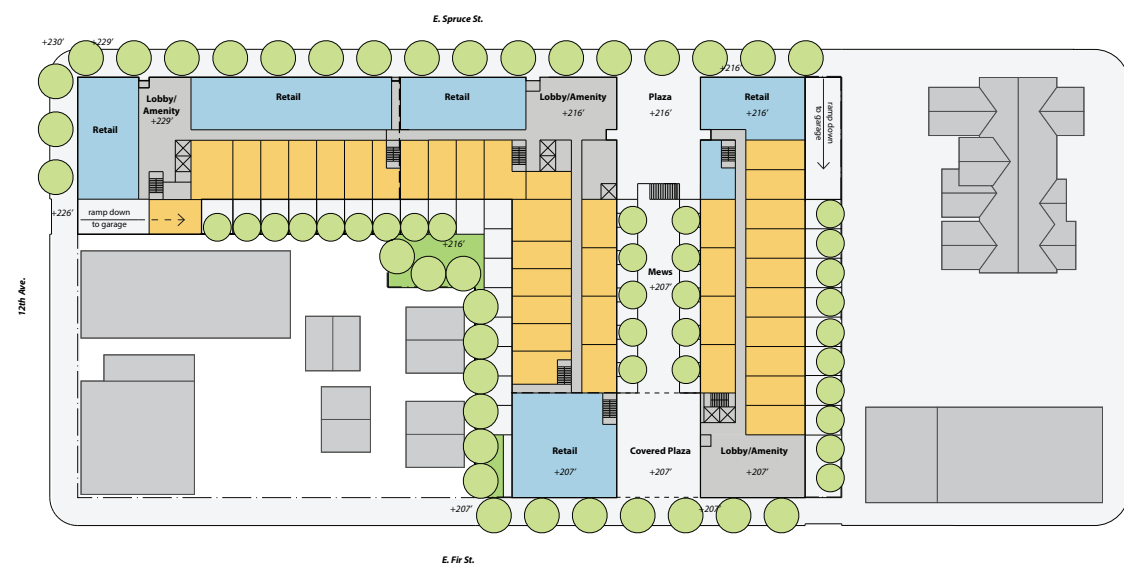 E. Spruce St.
+230’
+229’
+216’
Lobby/
Amenity
+229’
Retail
Retail
Retail
Lobby/Amenity
+216’
Plaza
+216’
Retail
+216’
ramp down
to garage
+226’
ramp down
to garage
+216’
Mews
+207’
12th Ave.
Retail
+207’
Covered Plaza
+207’
Lobby/Amenity
+207’
+207’
+207’
E. Fir St.